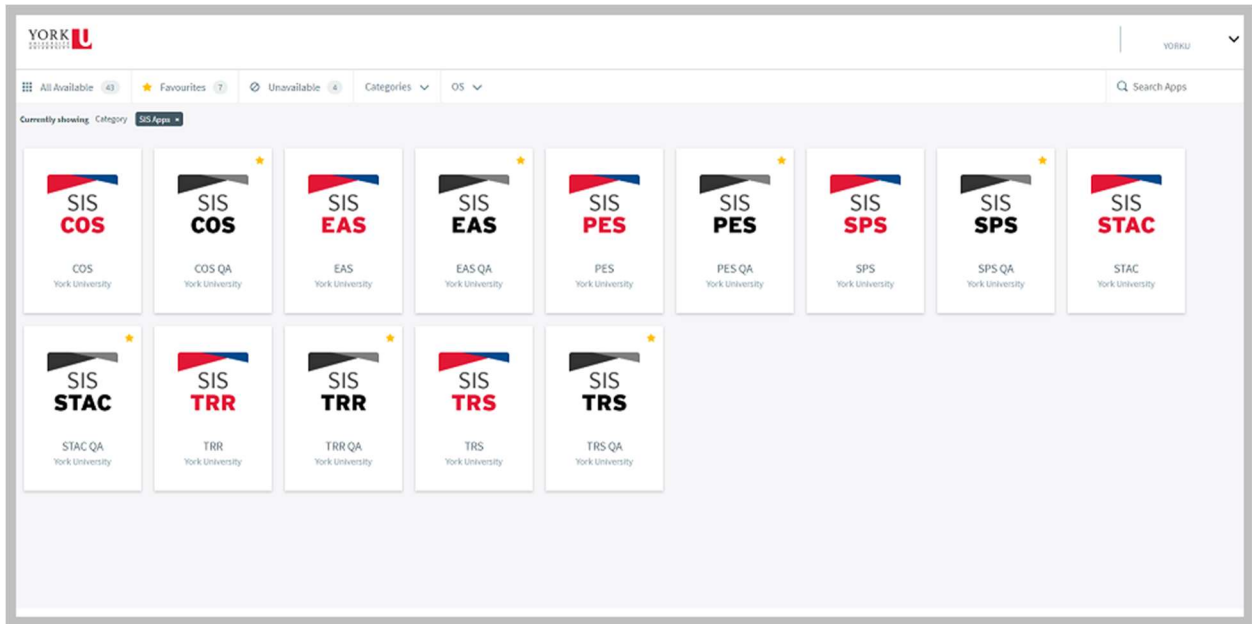 YORK U
UNIVERSITÉ
UNIVERSITY
YORKU
All Available 43 Favourites 7 Unavailable 4 Categories OS Search Apps
Currently showing Category SIS Apps ×
SIS COS
COS
York University
SIS COS
COS QA
York University
SIS EAS
EAS
York University
SIS EAS
EAS QA
York University
SIS PES
PES
York University
SIS PES
PES QA
York University
SIS SPS
SPS
York University
SIS SPS
SPS QA
York University
SIS STAC
STAC
York University
SIS STAC
STAC QA
York University
SIS TRR
TRR
York University
SIS TRR
TRR QA
York University
SIS TRS
TRS
York University
SIS TRS
TRS QA
York University